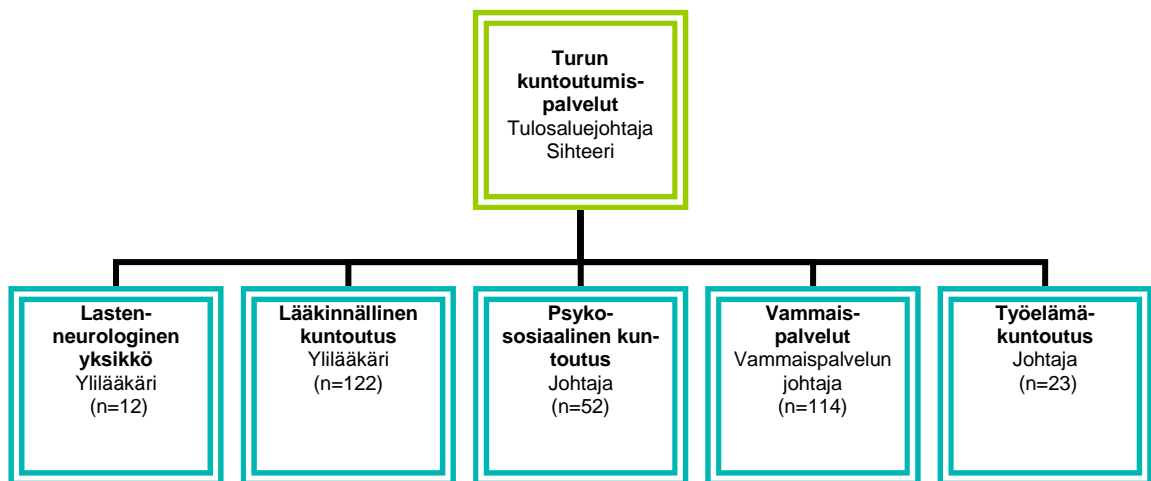 Turun
kuntoutumis-
palvelut
Tulosaluejohtaja
Sihteeri
Lasten-
neurologinen
yksikkö
Ylilääkäri
(n=12)
Lääkinnällinen
kuntoutus
Ylilääkäri
(n=122)
Psyko-
sosiaalinen kun-
toutus
Johtaja
(n=52)
Vammais-
palvelut
Vammaispalvelun
johtaja
(n=114)
Työelämä-
kuntoutus
Johtaja
(n=23)